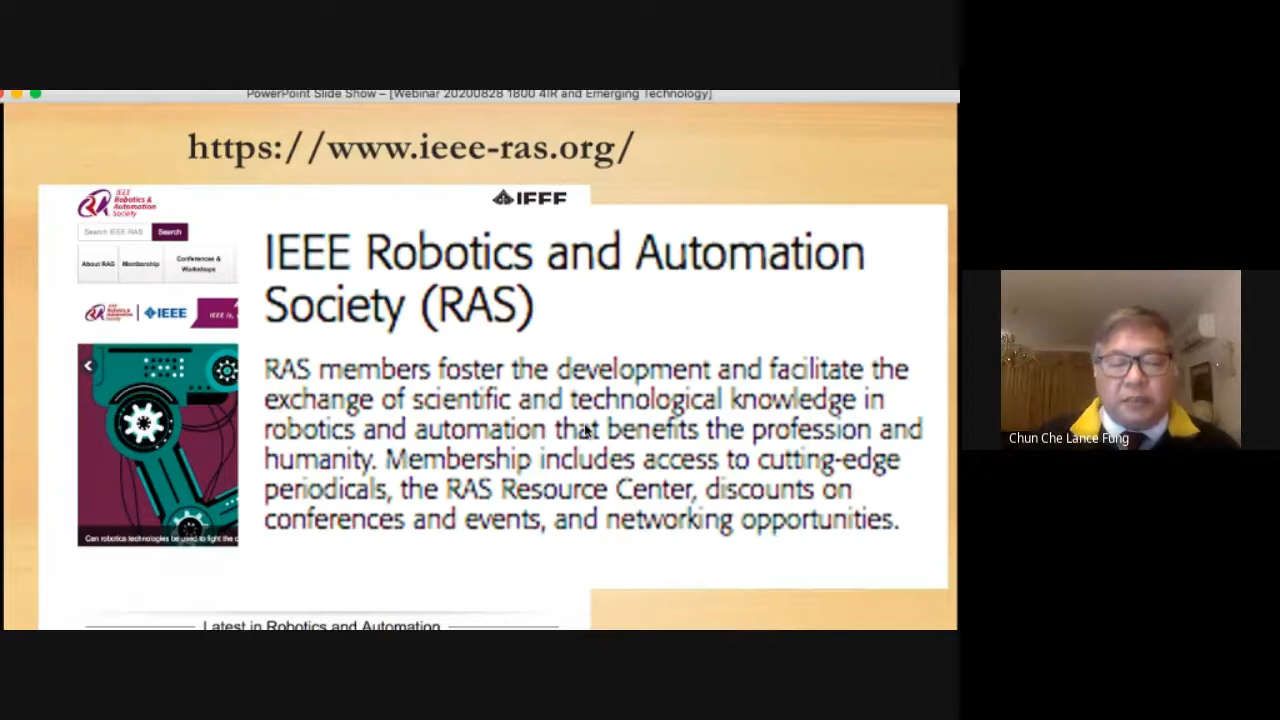 PowerPoint Slide Show – [Webinar 20200828 1800 4IR and Emerging Technology]
https://www.ieee-ras.org/
IEEE
Robotics &
Automation
Society
IEEE
Search IEEE RAS
Search
About RAS
Membership
Conferences &
Workshops
IEEE
IEEE Robotics and Automation
Society (RAS)
RAS members foster the development and facilitate the
exchange of scientific and technological knowledge in
robotics and automation that benefits the profession and
humanity. Membership includes access to cutting-edge
periodicals, the RAS Resource Center, discounts on
conferences and events, and networking opportunities.
Can robotics technologies be used to fight the
Latest in Robotics and Automation
Chun Che Lance Fung